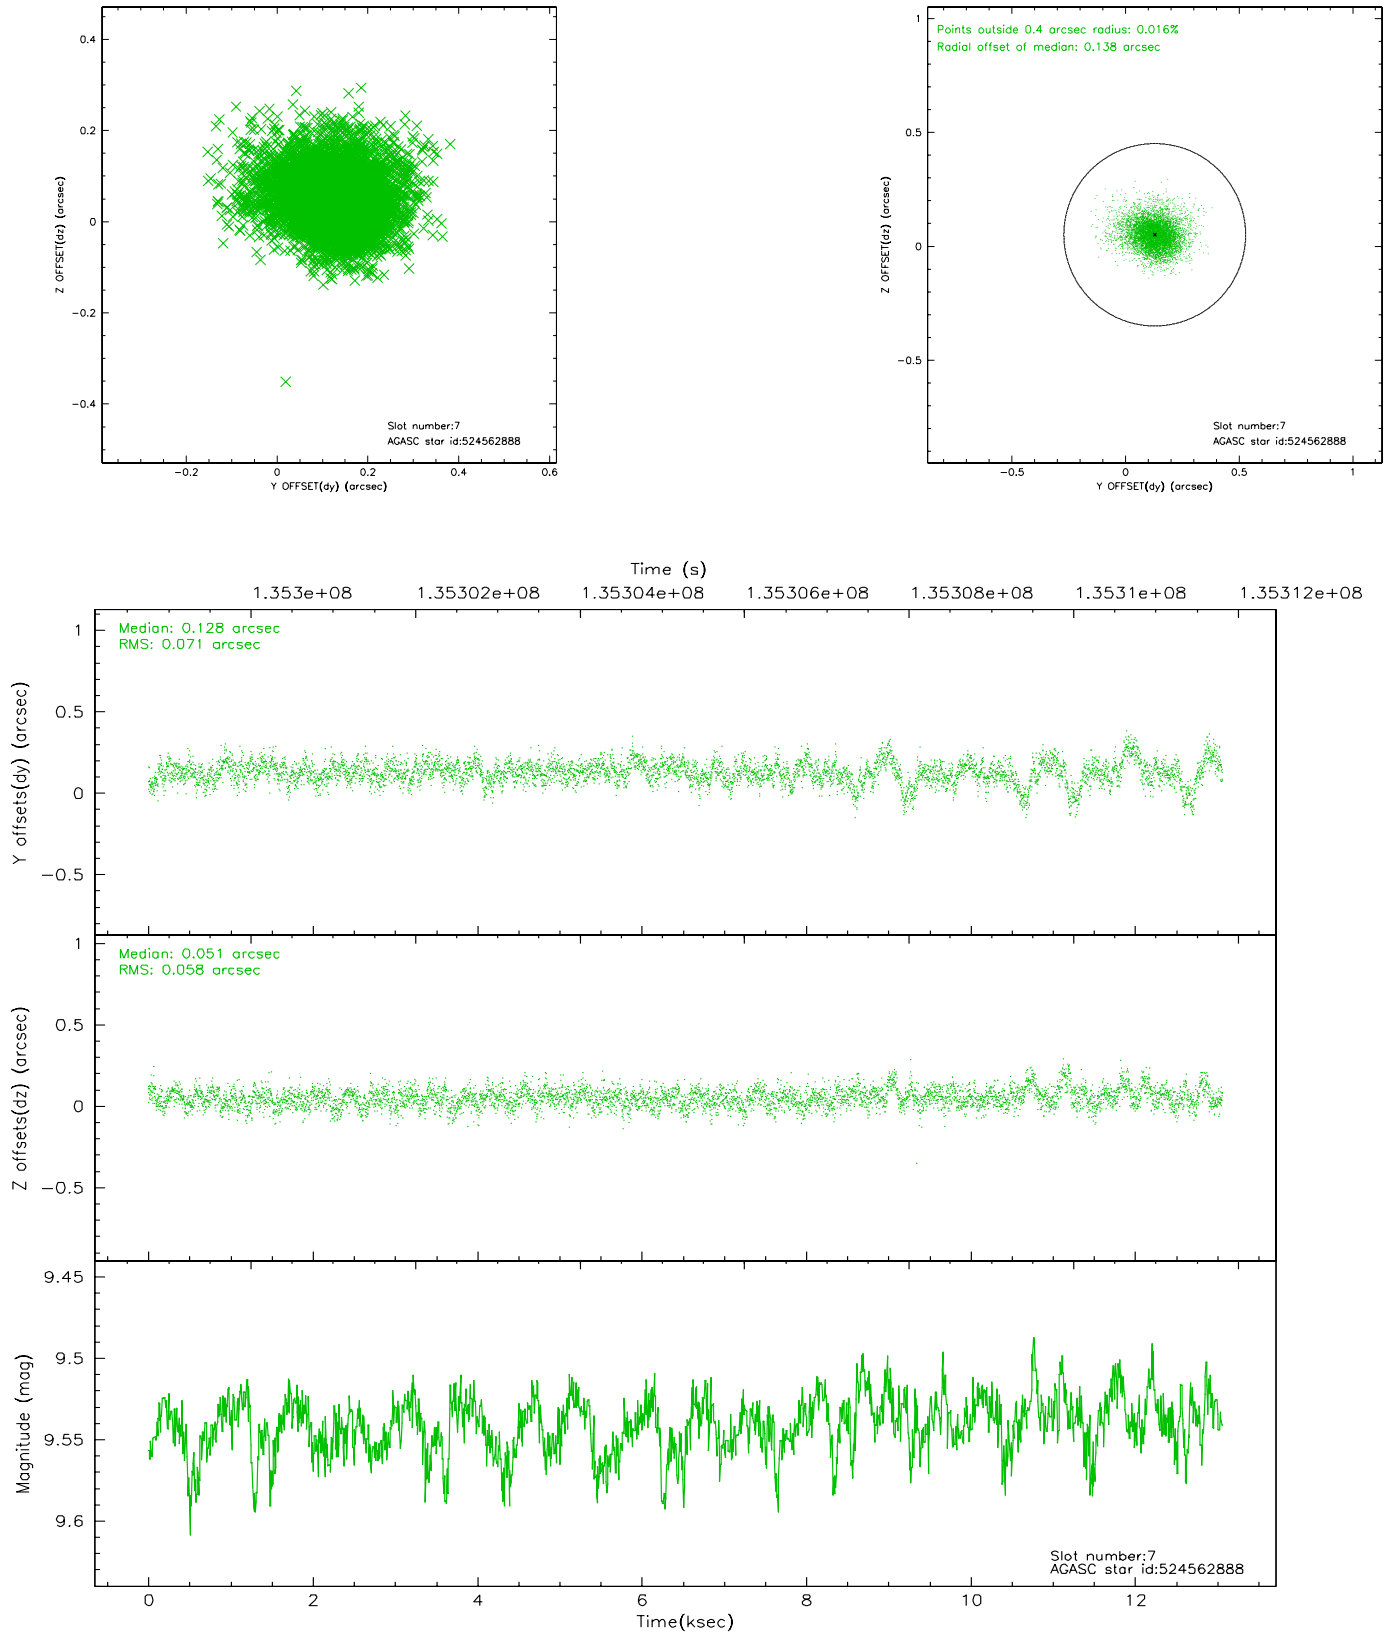 0.4
0.2
0
−0.2
−0.4
Z OFFSET(dz) (arcsec)
Slot number:7
AGASC star id:524562888
−0.2 0 0.2 0.4 0.6
Y OFFSET(dy) (arcsec)
Points outside 0.4 arcsec radius: 0.016%
Radial offset of median: 0.138 arcsec
1
0.5
0
−0.5
Z OFFSET(dz) (arcsec)
Slot number:7
AGASC star id:524562888
−0.5 0 0.5 1
Y OFFSET(dy) (arcsec)
Time (s)
1.353e+08 1.35302e+08 1.35304e+08 1.35306e+08 1.35308e+08 1.3531e+08 1.35312e+08
Median: 0.128 arcsec
RMS: 0.071 arcsec
1
0.5
0
−0.5
Y offsets(dy) (arcsec)
Median: 0.051 arcsec
RMS: 0.058 arcsec
1
0.5
0
−0.5
Z offsets(dz) (arcsec)
9.45
9.5
9.55
9.6
Magnitude (mag)
Slot number:7
AGASC star id:524562888
0 2 4 6 8 10 12
Time(ksec)